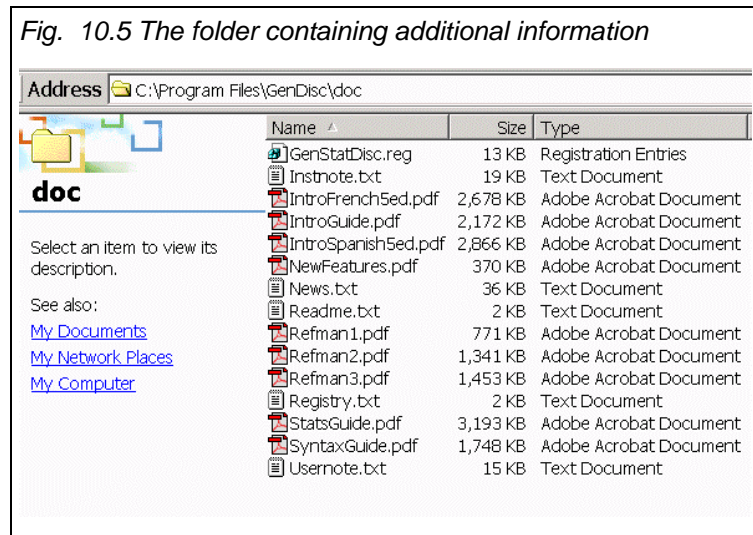 Fig. 10.5 The folder containing additional information
Address C:\Program Files\GenDisc\doc
Name Size Type
GenStatDisc.reg 13 KB Registration Entries
Instnote.txt 19 KB Text Document
IntroFrench5ed.pdf 2,678 KB Adobe Acrobat Document
IntroGuide.pdf 2,172 KB Adobe Acrobat Document
IntroSpanish5ed.pdf 2,866 KB Adobe Acrobat Document
NewFeatures.pdf 370 KB Adobe Acrobat Document
News.txt 36 KB Text Document
Readme.txt 2 KB Text Document
Refman1.pdf 771 KB Adobe Acrobat Document
Refman2.pdf 1,341 KB Adobe Acrobat Document
Refman3.pdf 1,453 KB Adobe Acrobat Document
Registry.txt 2 KB Text Document
StatsGuide.pdf 3,193 KB Adobe Acrobat Document
SyntaxGuide.pdf 1,748 KB Adobe Acrobat Document
Usernote.txt 15 KB Text Document
doc
Select an item to view its
description.
See also:
My Documents
My Network Places
My Computer